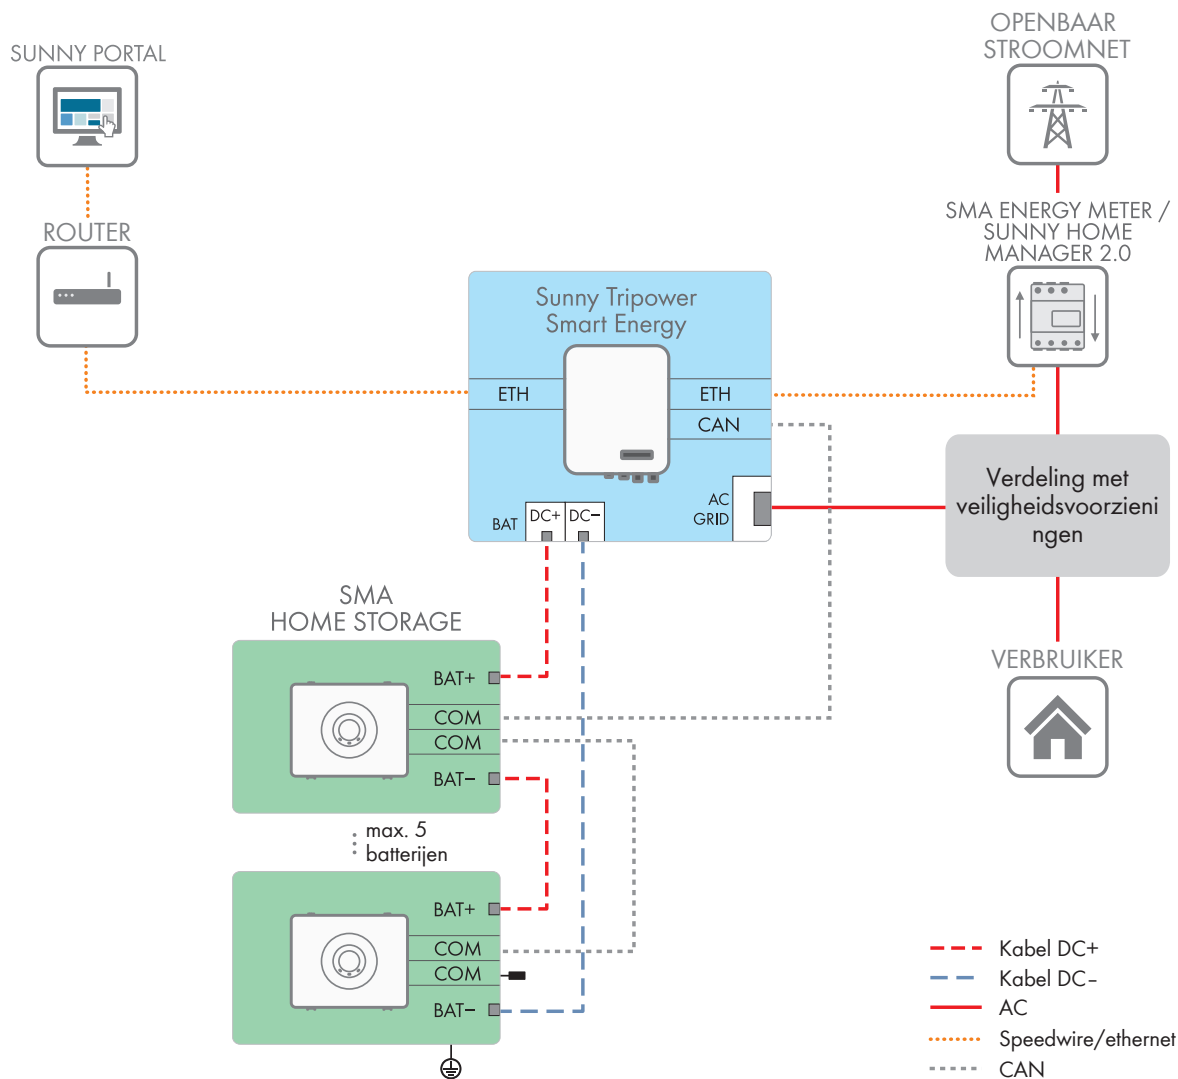 SUNNY PORTAL
ROUTER
OPENBAAR
STROOMNET
SMA ENERGY METER /
SUNNY HOME
MANAGER 2.0
Sunny Tripower
Smart Energy
ETH
ETH
CAN
AC
GRID
BAT
DC+
DC−
Verdeling met
veiligheidsvoorzieni
ngen
VERBRUIKER
SMA
HOME STORAGE
BAT+
COM
COM
BAT−
max. 5
batterijen
BAT+
COM
COM
BAT−
Kabel DC+
Kabel DC−
AC
Speedwire/ethernet
CAN